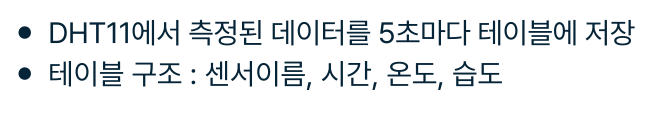 • DHT11에서 측정된 데이터를 5초마다 테이블에 저장
• 테이블 구조 : 센서이름, 시간, 온도, 습도